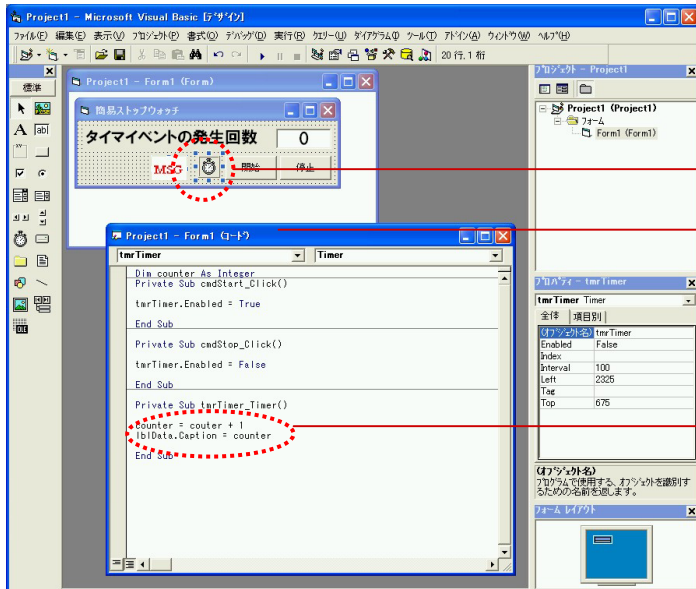 Project1 - Microsoft Visual Basic [ﾃﾞｻﾞｲﾝ]
ﾌｧｲﾙ(F) 編集(E) 表示(V) ﾌﾟﾛｼﾞｪｸﾄ(P) 書式(O) ﾃﾞﾊﾞｯｸﾞ(D) 実行(R) ｸｴﾘｰ(U) ﾀﾞｲｱｸﾞﾗﾑ(I) ﾂｰﾙ(T) ｱﾄﾞｲﾝ(A) ｳｨﾝﾄﾞｳ(W) ﾍﾙﾌﾟ(H)
20 行, 1 桁
標準
Project1 - Form1 (Form)
簡易ストップウォッチ
タイマイベントの発生回数 0
MSG 開始 停止
Project1 - Form1 (ｺｰﾄﾞ)
tmrTimer Timer
Dim counter As Integer
Private Sub cmdStart_Click()
tmrTimer.Enabled = True
End Sub
Private Sub cmdStop_Click()
tmrTimer.Enabled = False
End Sub
Private Sub tmrTimer_Timer()
Counter = couter + 1
lblData.Caption = counter
End Sub
ﾌﾟﾛｼﾞｪｸﾄ - Project1
Project1 (Project1)
ﾌｫｰﾑ
Form1 (Form1)
ﾌﾟﾛﾊﾟﾃｨ - tmrTimer
tmrTimer Timer
全体 項目別
(ｵﾌﾞｼﾞｪｸﾄ名) tmrTimer
Enabled False
Index
Interval 100
Left 2325
Tag
Top 675
(ｵﾌﾞｼﾞｪｸﾄ名)
ﾌﾟﾛｸﾞﾗﾑで使用する、ｵﾌﾞｼﾞｪｸﾄを識別す
るための名前を返します。
ﾌｫｰﾑ ﾚｲｱｳﾄ